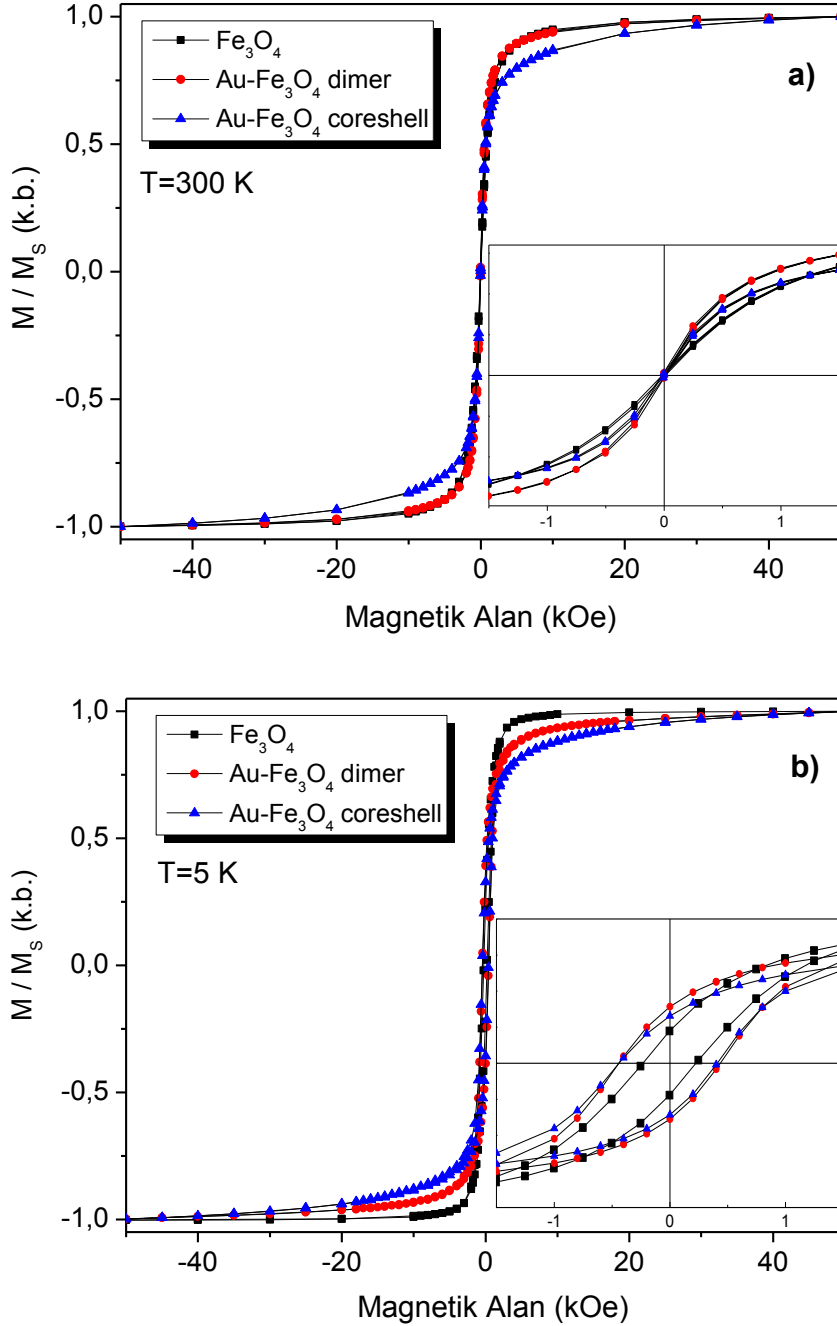 Fe₃O₄
Au-Fe₃O₄ dimer
Au-Fe₃O₄ coreshell
a)
T=300 K
1,0
0,5
0,0
-0,5
-1,0
M / M_S (k.b.)
-1 0 1
-40 -20 0 20 40
Magnetik Alan (kOe)
Fe₃O₄
Au-Fe₃O₄ dimer
Au-Fe₃O₄ coreshell
b)
T=5 K
1,0
0,5
0,0
-0,5
-1,0
M / M_S (k.b.)
-1 0 1
-40 -20 0 20 40
Magnetik Alan (kOe)